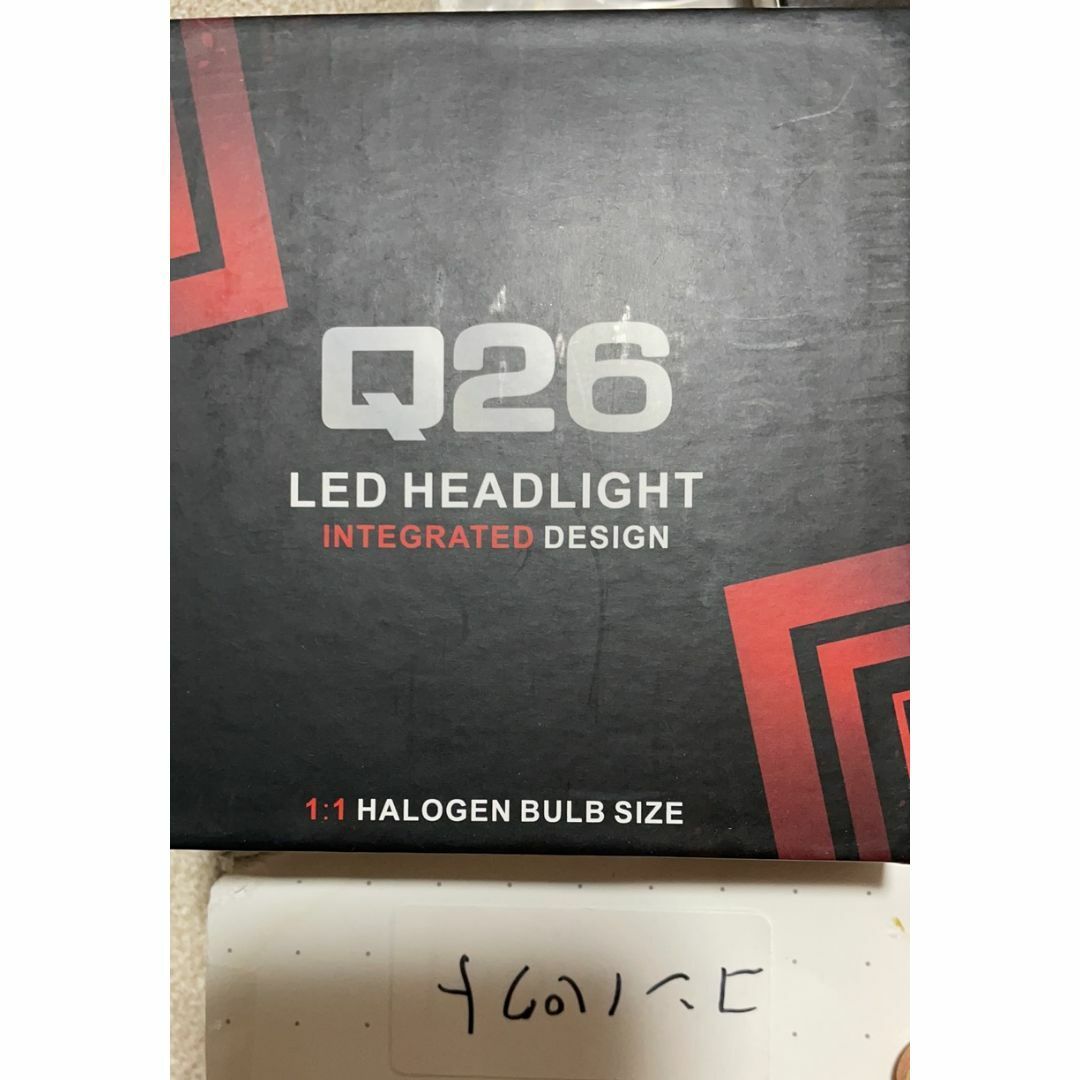 Q26
LED HEADLIGHT
INTEGRATED DESIGN
1:1 HALOGEN BULB SIZE